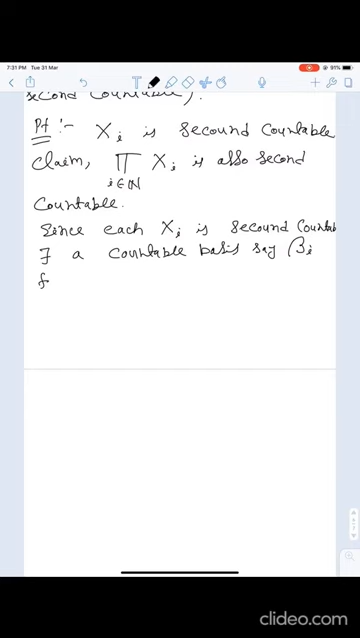 7:31 PM Tue 31 Mar
91%
second Countable).
Pf :- Xi is second Countable
Claim, ∏ Xi is also second
i∈ℕ
Countable.
Since each Xi is second Countab
∃ a Countable basis say βi
f
clideo.com